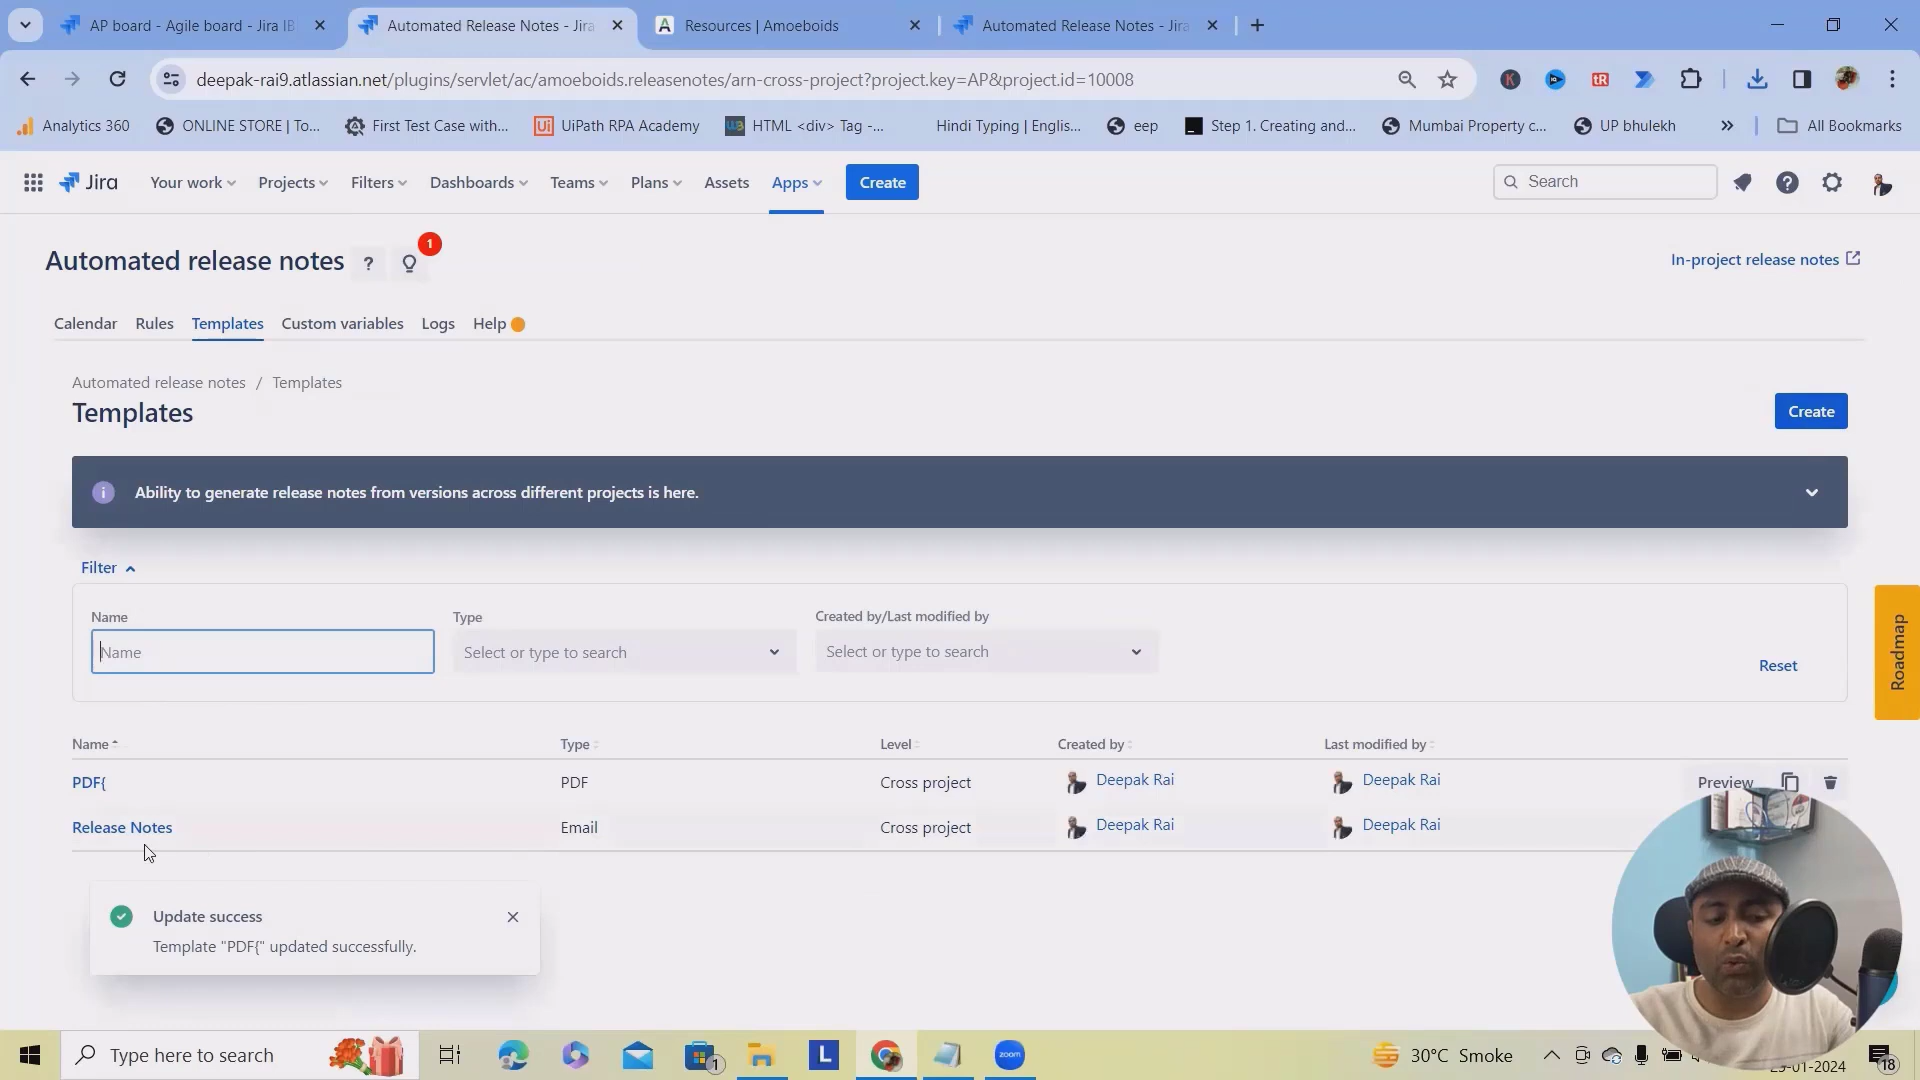 AP board - Agile board - Jira IB
Automated Release Notes - Jira
Resources | Amoeboids
Automated Release Notes - Jira
deepak-rai9.atlassian.net/plugins/servlet/ac/amoeboids.releasenotes/arn-cross-project?project.key=AP&project.id=10008
Analytics 360
ONLINE STORE | To...
First Test Case with...
UiPath RPA Academy
HTML <div> Tag -...
Hindi Typing | Englis...
eep
Step 1. Creating and...
Mumbai Property c...
UP bhulekh
All Bookmarks
Jira
Your work
Projects
Filters
Dashboards
Teams
Plans
Assets
Apps
Create
Search
Automated release notes
?
1
In-project release notes
Calendar
Rules
Templates
Custom variables
Logs
Help
Automated release notes / Templates
Templates
Create
Ability to generate release notes from versions across different projects is here.
Filter
Name
Type
Created by/Last modified by
Name
Select or type to search
Select or type to search
Reset
Roadmap
Name
Type
Level
Created by
Last modified by
PDF{
PDF
Cross project
Deepak Rai
Deepak Rai
Preview
Release Notes
Email
Cross project
Deepak Rai
Deepak Rai
Update success
Template "PDF{" updated successfully.
Type here to search
1
L
zoom
30°C Smoke
18